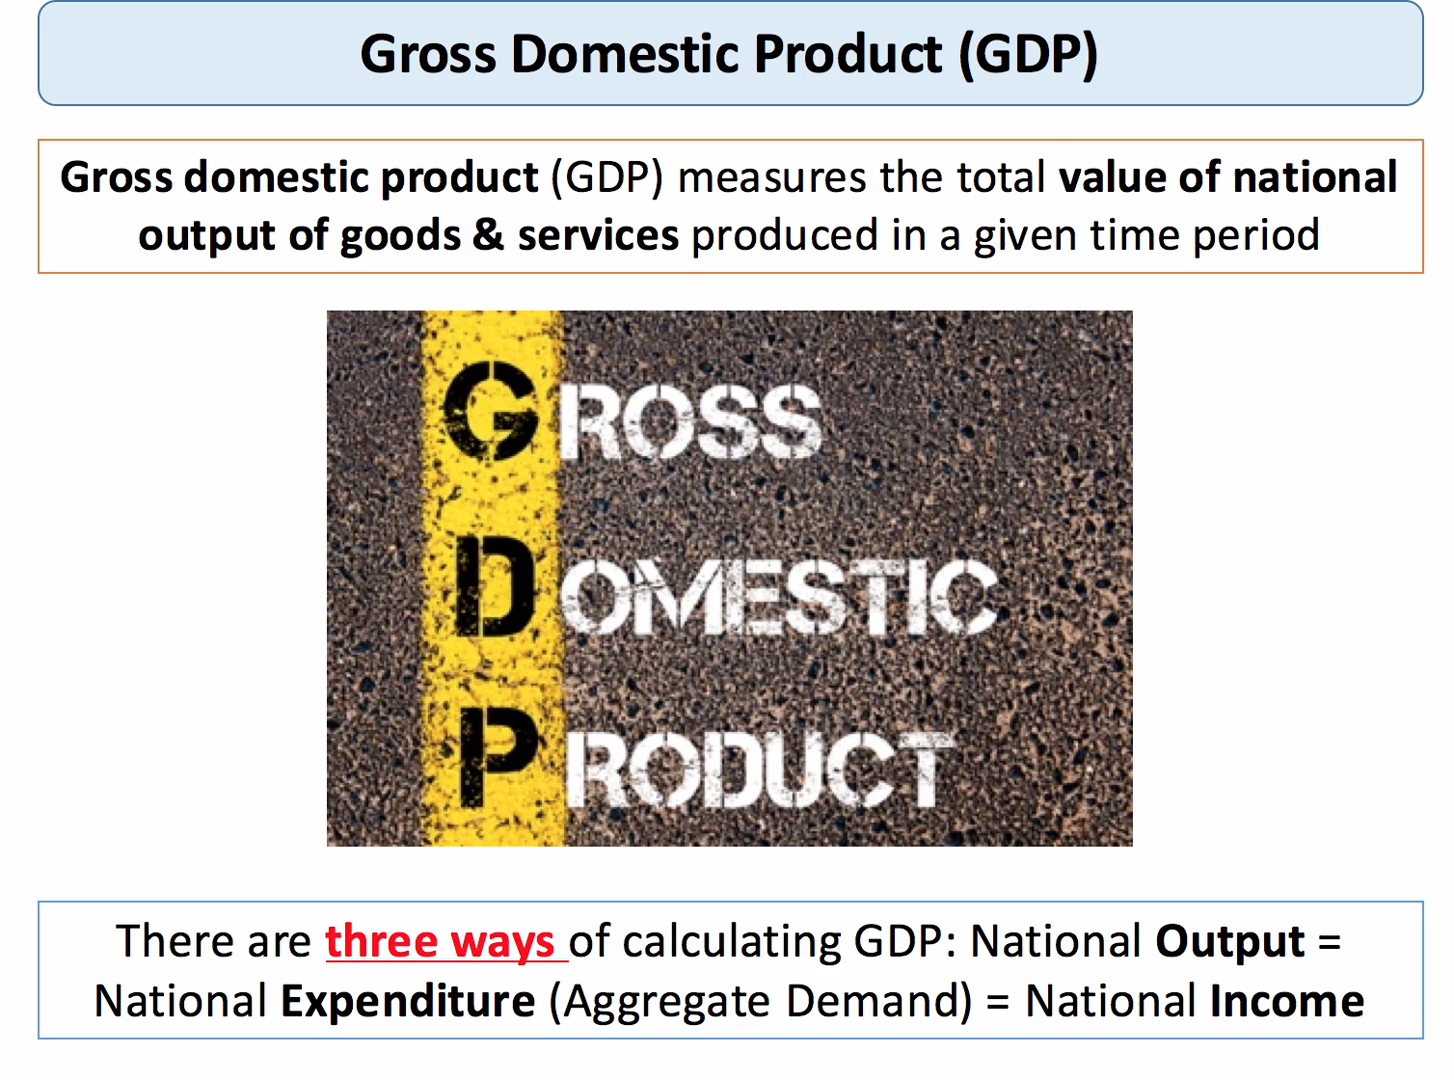 Gross Domestic Product (GDP)
Gross domestic product (GDP) measures the total value of national
output of goods & services produced in a given time period
GROSS
DOMESTIC
PRODUCT
There are three ways of calculating GDP: National Output =
National Expenditure (Aggregate Demand) = National Income